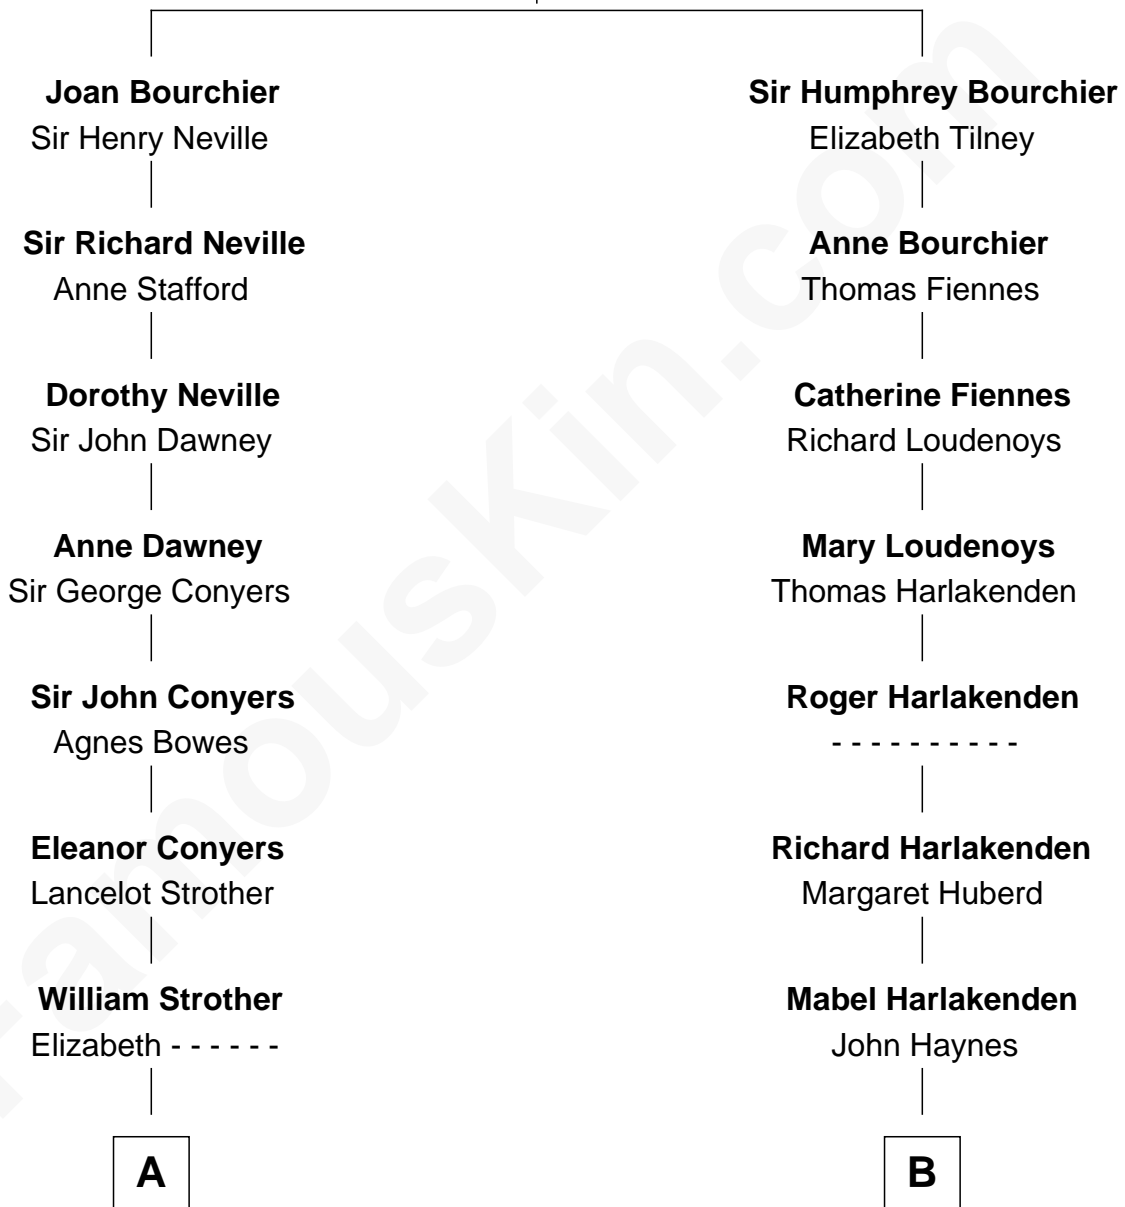 Joan Bourchier
Sir Henry Neville
Sir Richard Neville
Anne Stafford
Dorothy Neville
Sir John Dawney
Anne Dawney
Sir George Conyers
Sir John Conyers
Agnes Bowes
Eleanor Conyers
Lancelot Strother
William Strother
Elizabeth - - - - - -
A
Sir Humphrey Bourchier
Elizabeth Tilney
Anne Bourchier
Thomas Fiennes
Catherine Fiennes
Richard Loudenoys
Mary Loudenoys
Thomas Harlakenden
Roger Harlakenden
- - - - - - - - - -
Richard Harlakenden
Margaret Huberd
Mabel Harlakenden
John Haynes
B
FamousKin.com